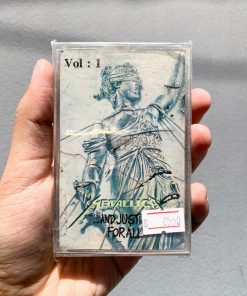 Vol : 1
METALLICA
...AND JUSTICE
FOR ALL